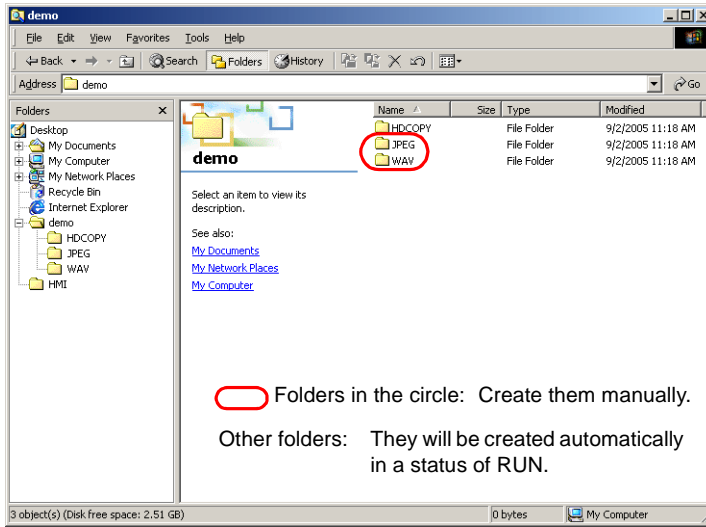 demo
File Edit View Favorites Tools Help
Back Search Folders History
Address demo Go
Folders
Desktop
My Documents
My Computer
My Network Places
Recycle Bin
Internet Explorer
demo
HDCOPY
JPEG
WAV
HMI
demo
Select an item to view its
description.
See also:
My Documents
My Network Places
My Computer
Name Size Type Modified
HDCOPY File Folder 9/2/2005 11:18 AM
JPEG File Folder 9/2/2005 11:18 AM
WAV File Folder 9/2/2005 11:18 AM
Folders in the circle: Create them manually.
Other folders: They will be created automatically
in a status of RUN.
3 object(s) (Disk free space: 2.51 GB) 0 bytes My Computer